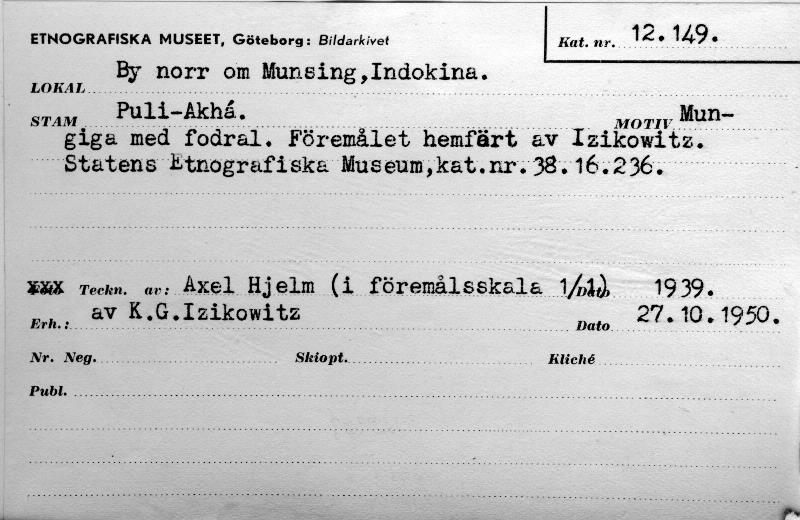 ETNOGRAFISKA MUSEET, Göteborg: Bildarkivet
Kat. nr. 12.149.
LOKAL By norr om Munsing,Indokina.
STAM Puli-Akhá. MOTIV Mun-
giga med fodral. Föremålet hemfärt av Izikowitz.
Statens Etnografiska Museum,kat.nr.38.16.236.
Foto Teckn. av: Axel Hjelm (i föremålsskala 1/1) Dato 1939.
Erh.: av K.G.Izikowitz Dato 27.10.1950.
Nr. Neg. Skiopt. Kliché
Publ.